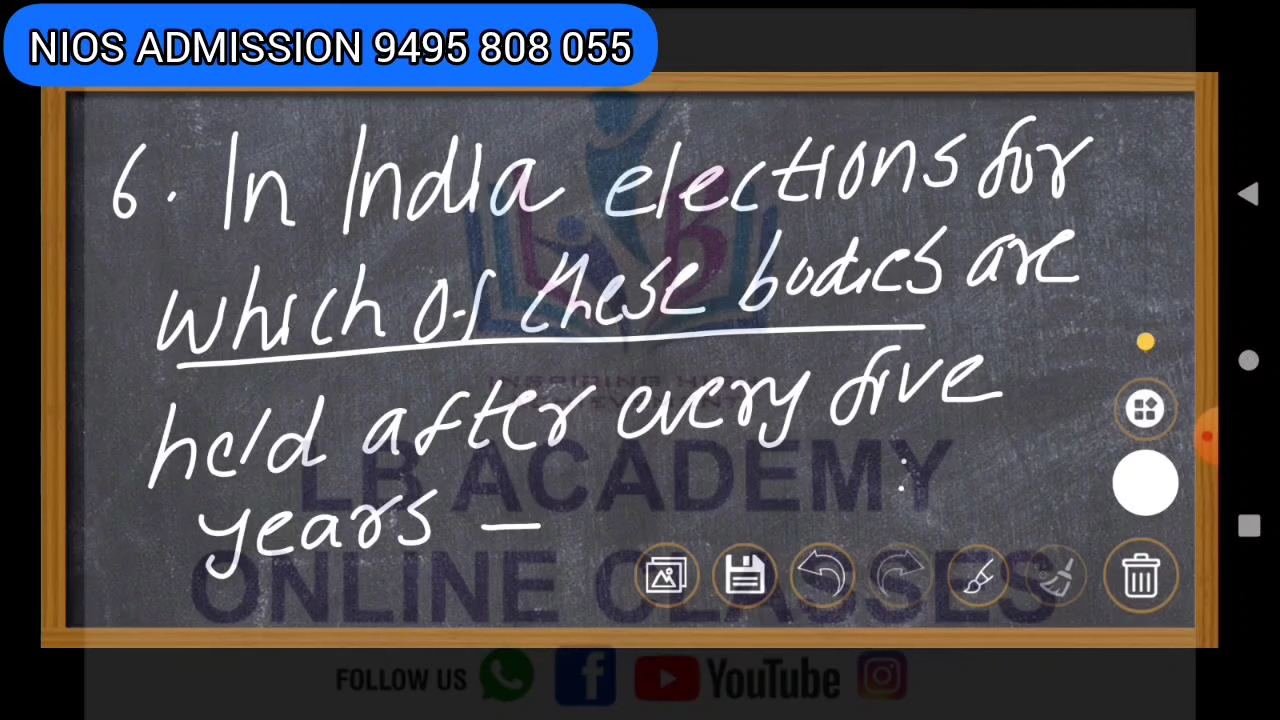 NIOS ADMISSION 9495 808 055
6. In India elections for
which of these bodies are
held after every five
years —
LB ACADEMY
ONLINE CLASSES
FOLLOW US
YouTube